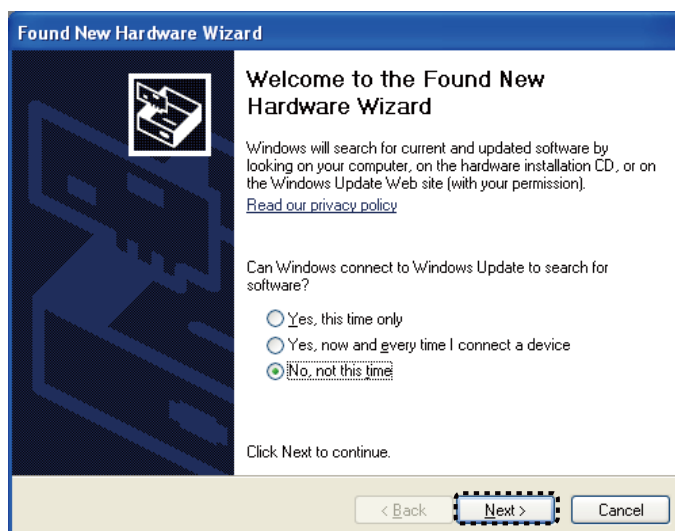 Found New Hardware Wizard
Welcome to the Found New
Hardware Wizard
Windows will search for current and updated software by
looking on your computer, on the hardware installation CD, or on
the Windows Update Web site (with your permission).
Read our privacy policy
Can Windows connect to Windows Update to search for
software?
Yes, this time only
Yes, now and every time I connect a device
No, not this time
Click Next to continue.
< Back
Next >
Cancel